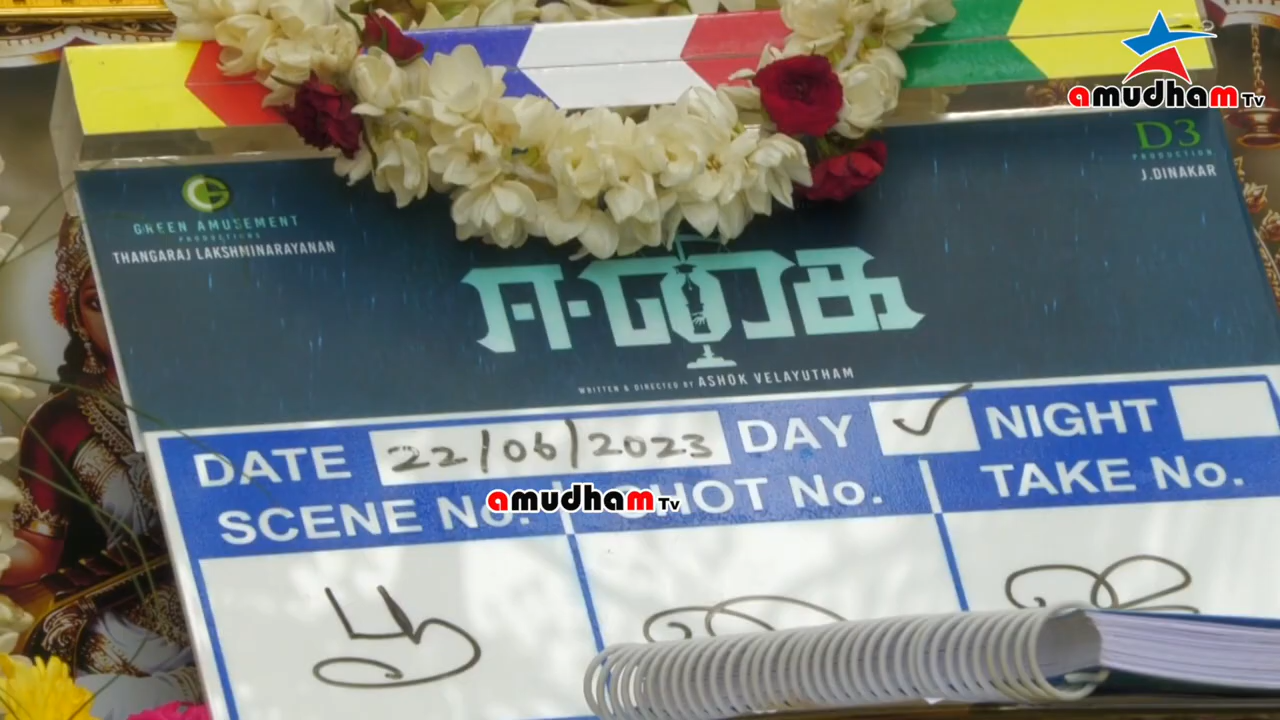 amudham Tv
D3
PRODUCTION
J.DINAKAR
GREEN AMUSEMENT
PRODUCTIONS
THANGARAJ LAKSHMINARAYANAN
ஈகை
WRITTEN & DIRECTED BY ASHOK VELAYUTHAM
DATE 22/06/2023 DAY ✓ NIGHT
SCENE No. SHOT No. TAKE No.
amudham Tv
பூ